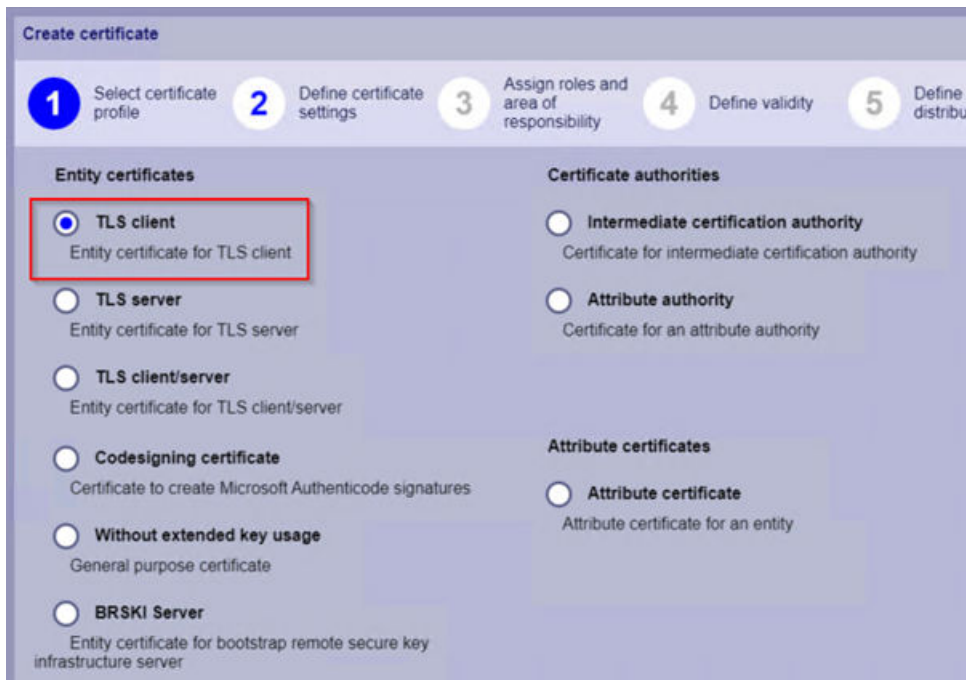 Create certificate
1 Select certificate
profile
2 Define certificate
settings
3 Assign roles and
area of
responsibility
4 Define validity
5 Define
distribu
Entity certificates
TLS client
Entity certificate for TLS client
TLS server
Entity certificate for TLS server
TLS client/server
Entity certificate for TLS client/server
Codesigning certificate
Certificate to create Microsoft Authenticode signatures
Without extended key usage
General purpose certificate
BRSKI Server
Entity certificate for bootstrap remote secure key
infrastructure server
Certificate authorities
Intermediate certification authority
Certificate for intermediate certification authority
Attribute authority
Certificate for an attribute authority
Attribute certificates
Attribute certificate
Attribute certificate for an entity